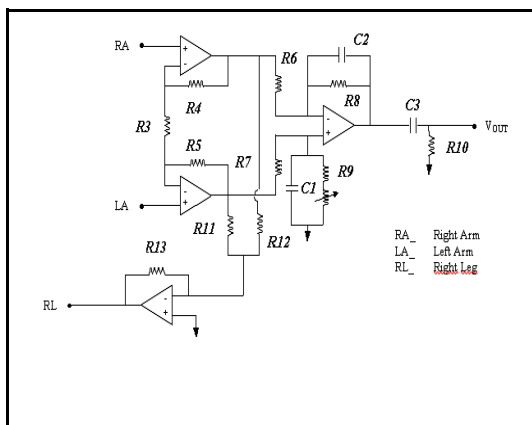 C2
RA
R6
R8
R4
C3
R3
V OUT
R5
R7
R10
R9
C1
LA
R11
R12
RA_ Right Arm
LA_ Left Arm
RL_ Right Leg
R13
RL